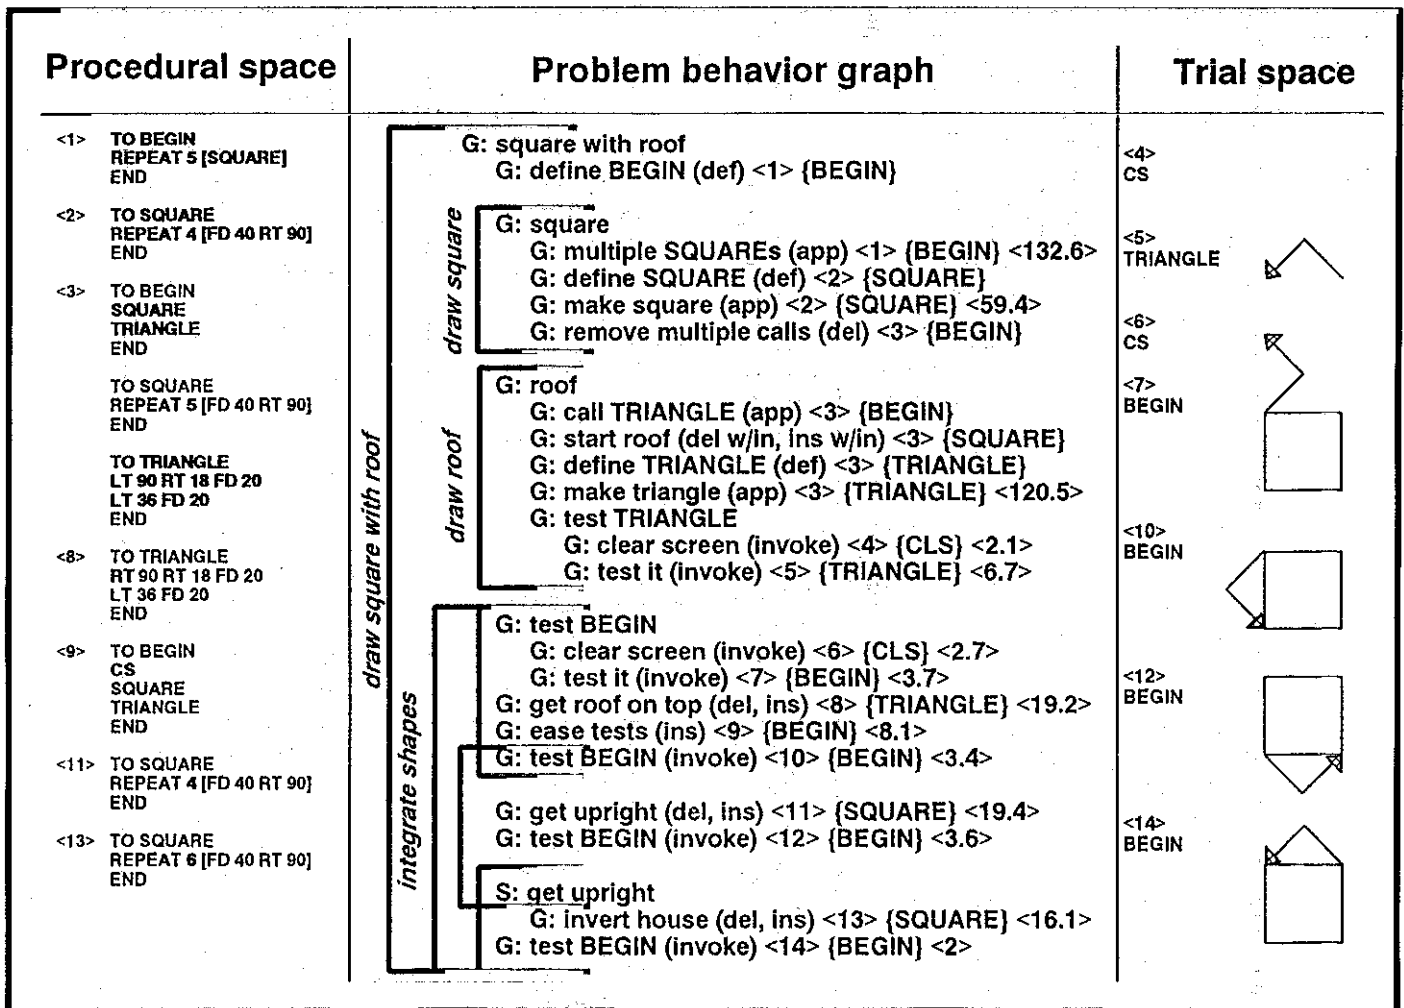 Procedural space
Problem behavior graph
Trial space
<1> TO BEGIN
REPEAT 5 [SQUARE]
END
<2> TO SQUARE
REPEAT 4 [FD 40 RT 90]
END
<3> TO BEGIN
SQUARE
TRIANGLE
END
TO SQUARE
REPEAT 5 [FD 40 RT 90]
END
TO TRIANGLE
LT 90 RT 18 FD 20
LT 36 FD 20
END
<8> TO TRIANGLE
RT 90 RT 18 FD 20
LT 36 FD 20
END
<9> TO BEGIN
CS
SQUARE
TRIANGLE
END
<11> TO SQUARE
REPEAT 4 [FD 40 RT 90]
END
<13> TO SQUARE
REPEAT 6 [FD 40 RT 90]
END
draw square with roof
G: square with roof
G: define BEGIN (def) <1> {BEGIN}
draw square
G: square
G: multiple SQUAREs (app) <1> {BEGIN} <132.6>
G: define SQUARE (def) <2> {SQUARE}
G: make square (app) <2> {SQUARE} <59.4>
G: remove multiple calls (del) <3> {BEGIN}
draw roof
G: roof
G: call TRIANGLE (app) <3> {BEGIN}
G: start roof (del w/in, ins w/in) <3> {SQUARE}
G: define TRIANGLE (def) <3> {TRIANGLE}
G: make triangle (app) <3> {TRIANGLE} <120.5>
G: test TRIANGLE
G: clear screen (invoke) <4> {CLS} <2.1>
G: test it (invoke) <5> {TRIANGLE} <6.7>
integrate shapes
G: test BEGIN
G: clear screen (invoke) <6> {CLS} <2.7>
G: test it (invoke) <7> {BEGIN} <3.7>
G: get roof on top (del, ins) <8> {TRIANGLE} <19.2>
G: ease tests (ins) <9> {BEGIN} <8.1>
G: test BEGIN (invoke) <10> {BEGIN} <3.4>
G: get upright (del, ins) <11> {SQUARE} <19.4>
G: test BEGIN (invoke) <12> {BEGIN} <3.6>
S: get upright
G: invert house (del, ins) <13> {SQUARE} <16.1>
G: test BEGIN (invoke) <14> {BEGIN} <2>
<4>
CS
<5>
TRIANGLE
<6>
CS
<7>
BEGIN
<10>
BEGIN
<12>
BEGIN
<14>
BEGIN